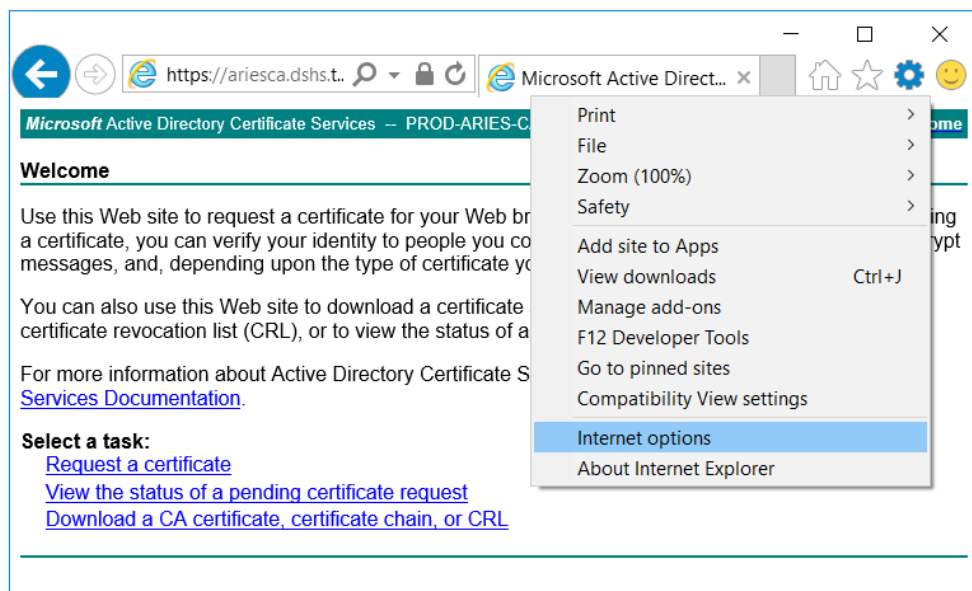 https://ariesca.dshs.t..
Microsoft Active Direct...
Microsoft Active Directory Certificate Services -- PROD-ARIES-C
ome
Welcome
Use this Web site to request a certificate for your Web br
ing
a certificate, you can verify your identity to people you co
rypt
messages, and, depending upon the type of certificate yo
You can also use this Web site to download a certificate
certificate revocation list (CRL), or to view the status of a
For more information about Active Directory Certificate S
Services Documentation.
Select a task:
Request a certificate
View the status of a pending certificate request
Download a CA certificate, certificate chain, or CRL
Print
File
Zoom (100%)
Safety
Add site to Apps
View downloads Ctrl+J
Manage add-ons
F12 Developer Tools
Go to pinned sites
Compatibility View settings
Internet options
About Internet Explorer